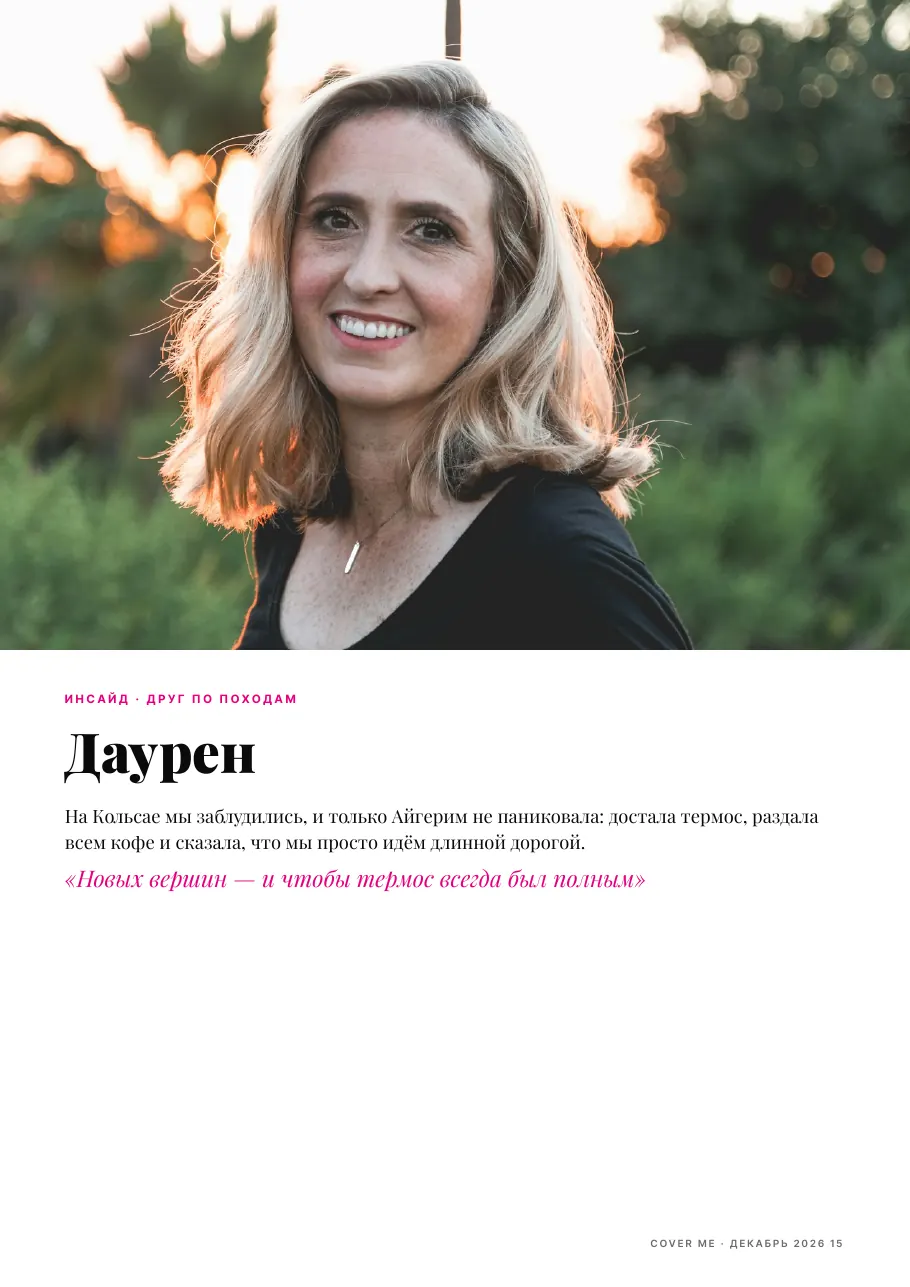 ИНСАЙД · ДРУГ ПО ПОХОДАМ
Даурен
На Кольсае мы заблудились, и только Айгерим не паниковала: достала термос, раздала
всем кофе и сказала, что мы просто идём длинной дорогой.
«Новых вершин — и чтобы термос всегда был полным»
COVER ME · ДЕКАБРЬ 2026 15